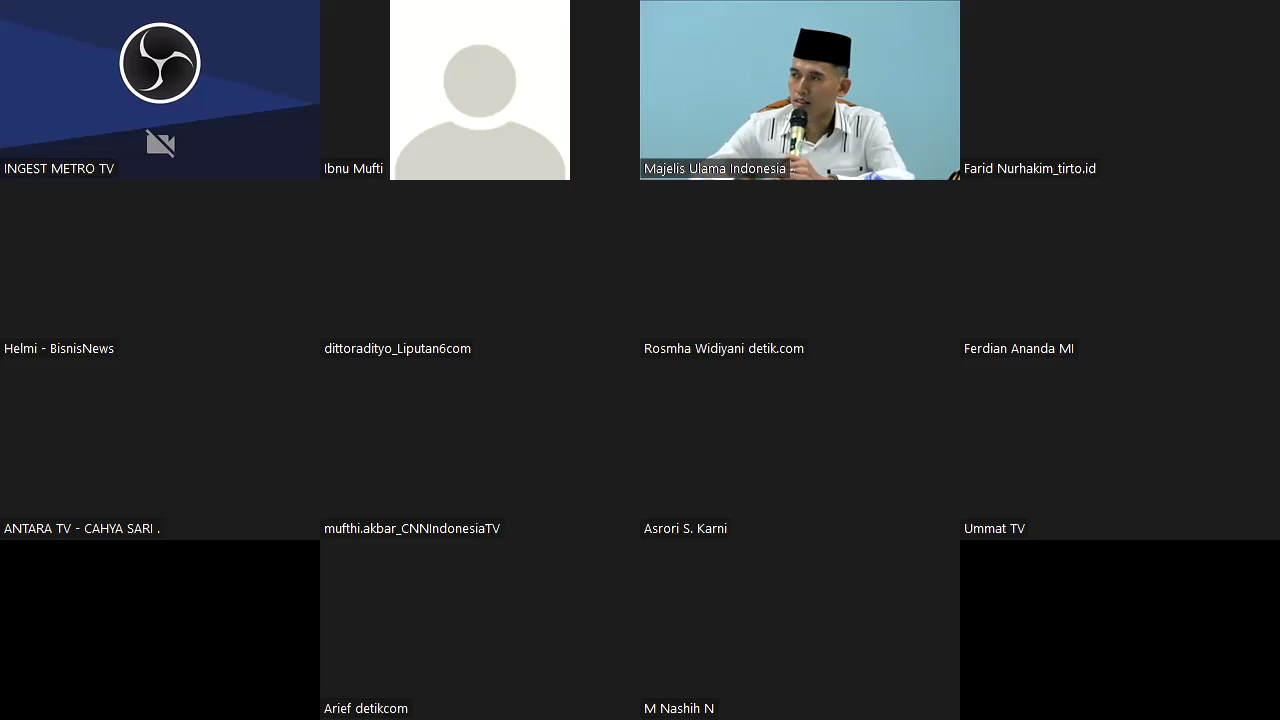 INGEST METRO TV
Ibnu Mufti
Majelis Ulama Indonesia
Farid Nurhakim_tirto.id
Helmi - BisnisNews
dittoradityo_Liputan6com
Rosmha Widiyani detik.com
Ferdian Ananda MI
ANTARA TV - CAHYA SARI .
mufthi.akbar_CNNIndonesiaTV
Asrori S. Karni
Ummat TV
Arief detikcom
M Nashih N